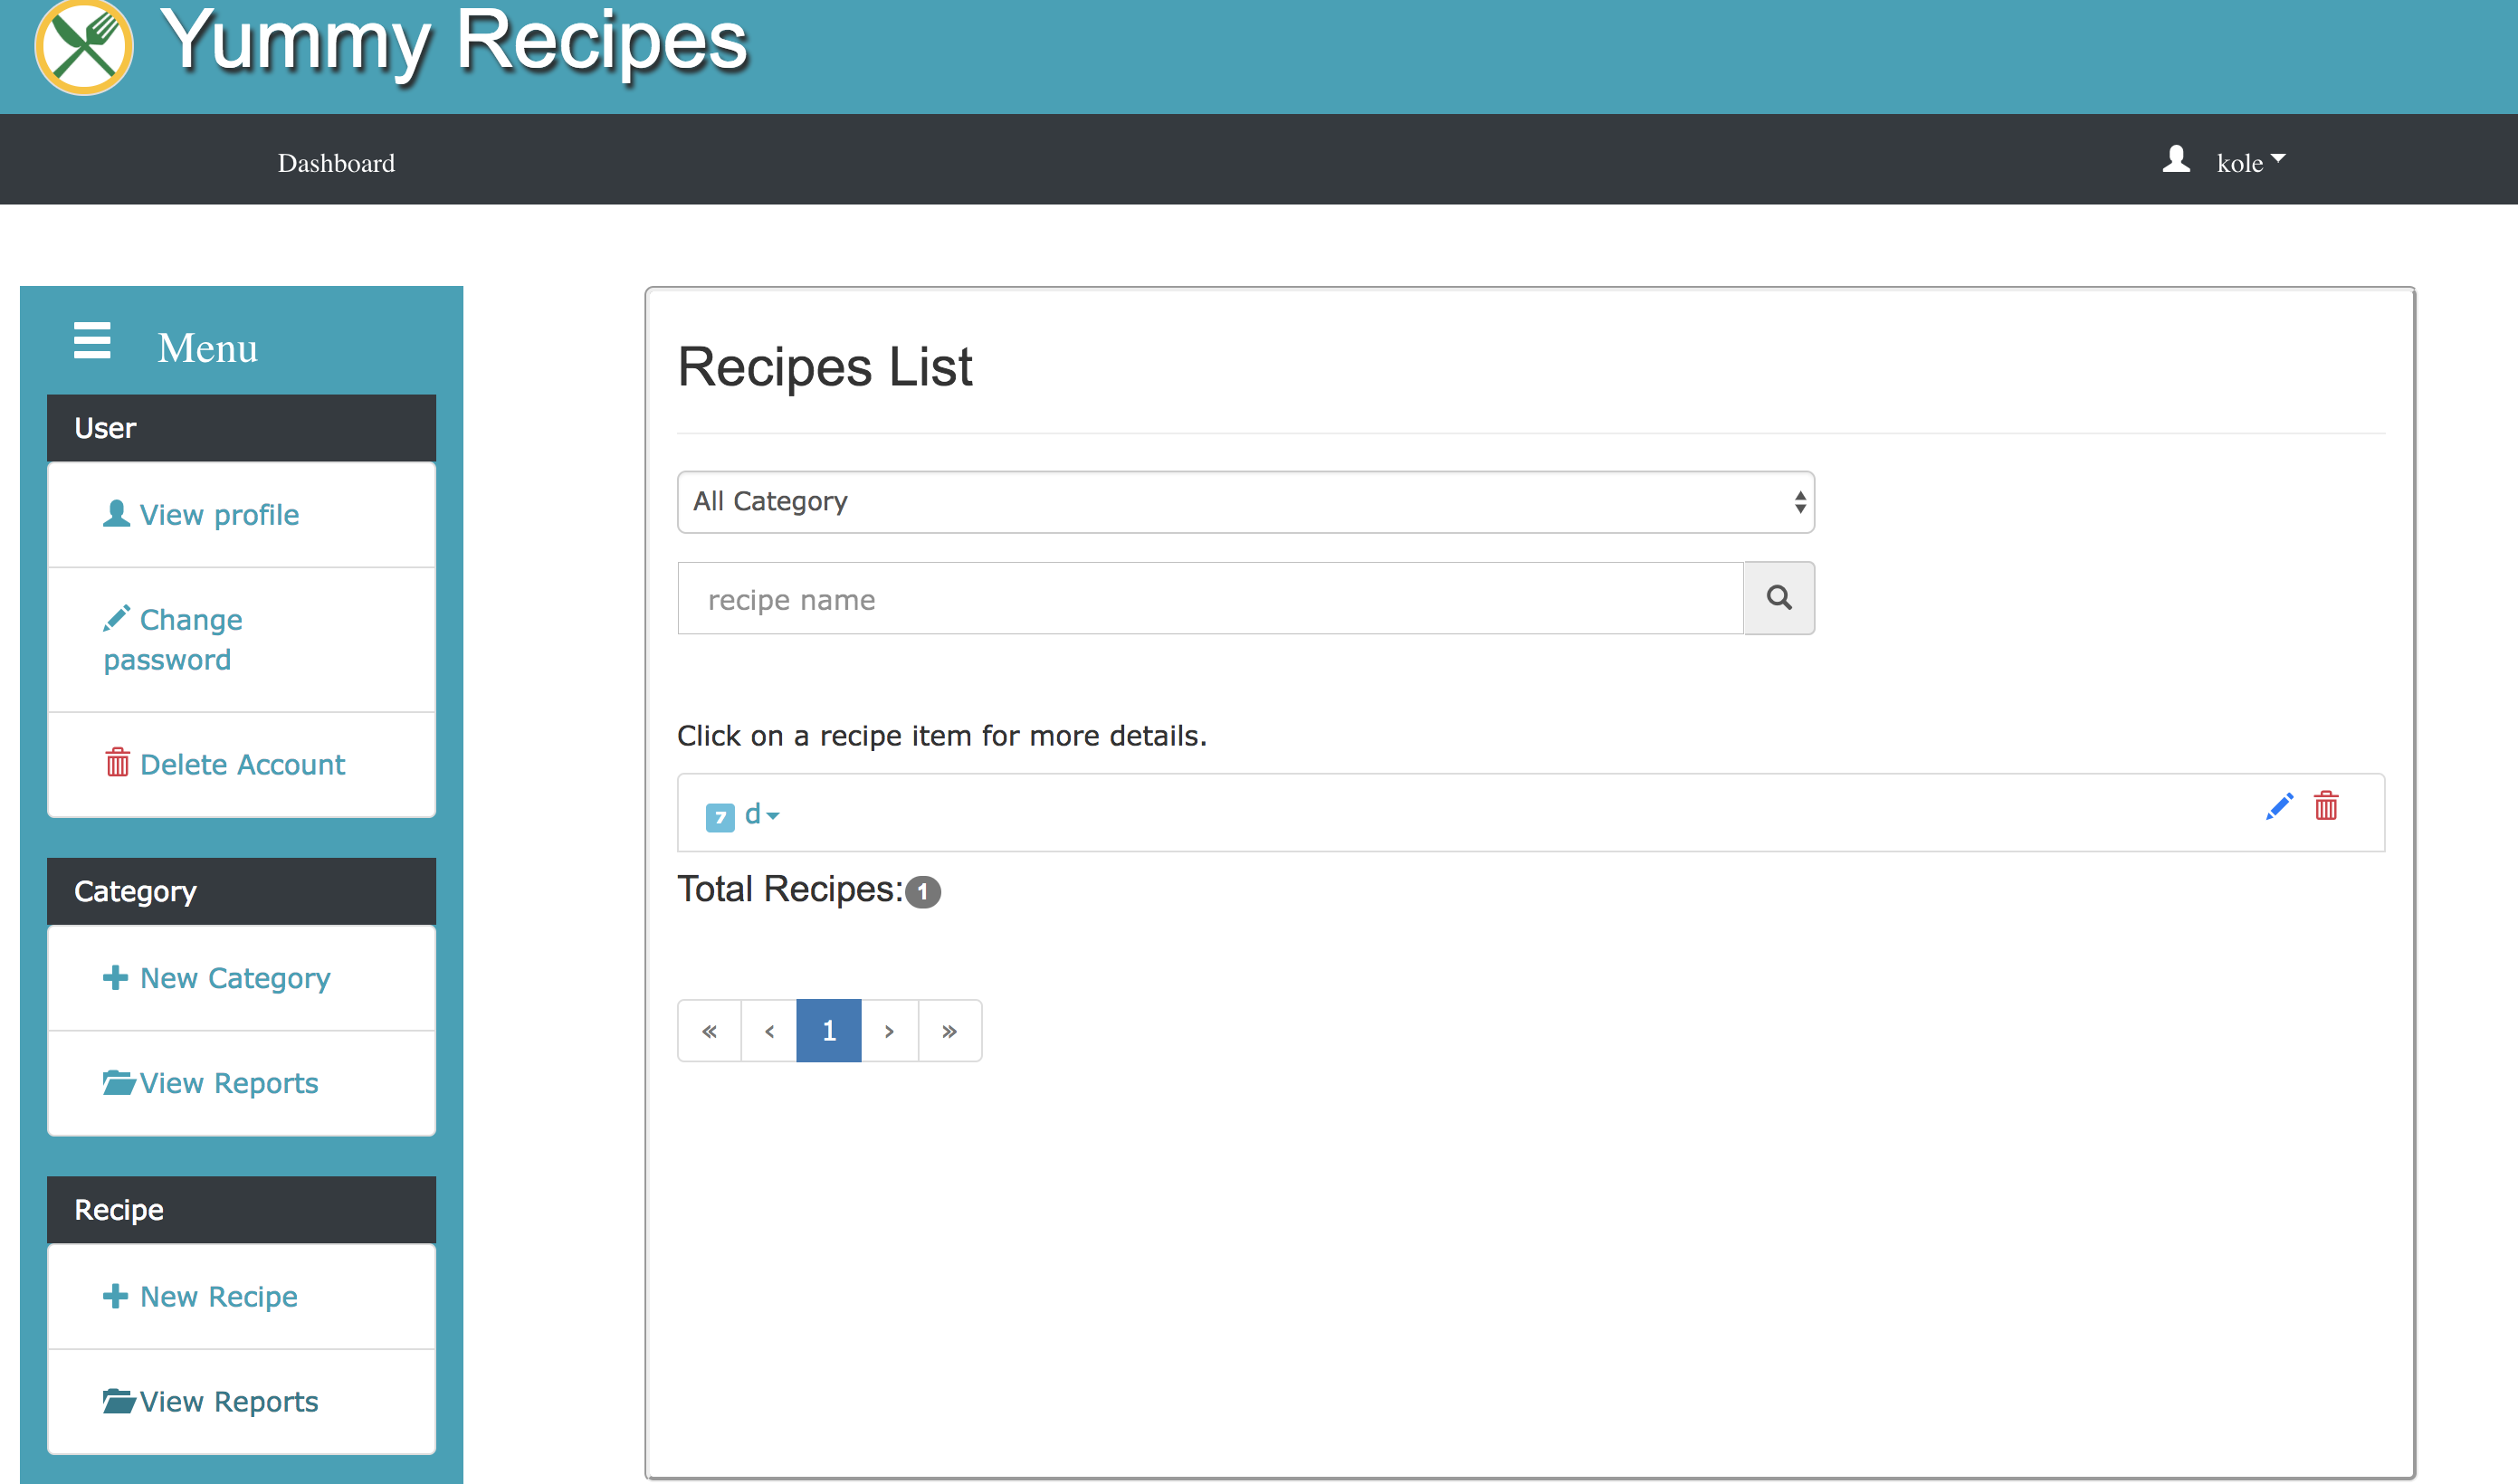 Yummy Recipes
Dashboard
kole
Menu
User
View profile
Change
password
Delete Account
Category
New Category
View Reports
Recipe
New Recipe
View Reports
Recipes List
All Category
recipe name
Click on a recipe item for more details.
7 d
Total Recipes: 1
« ‹ 1 › »